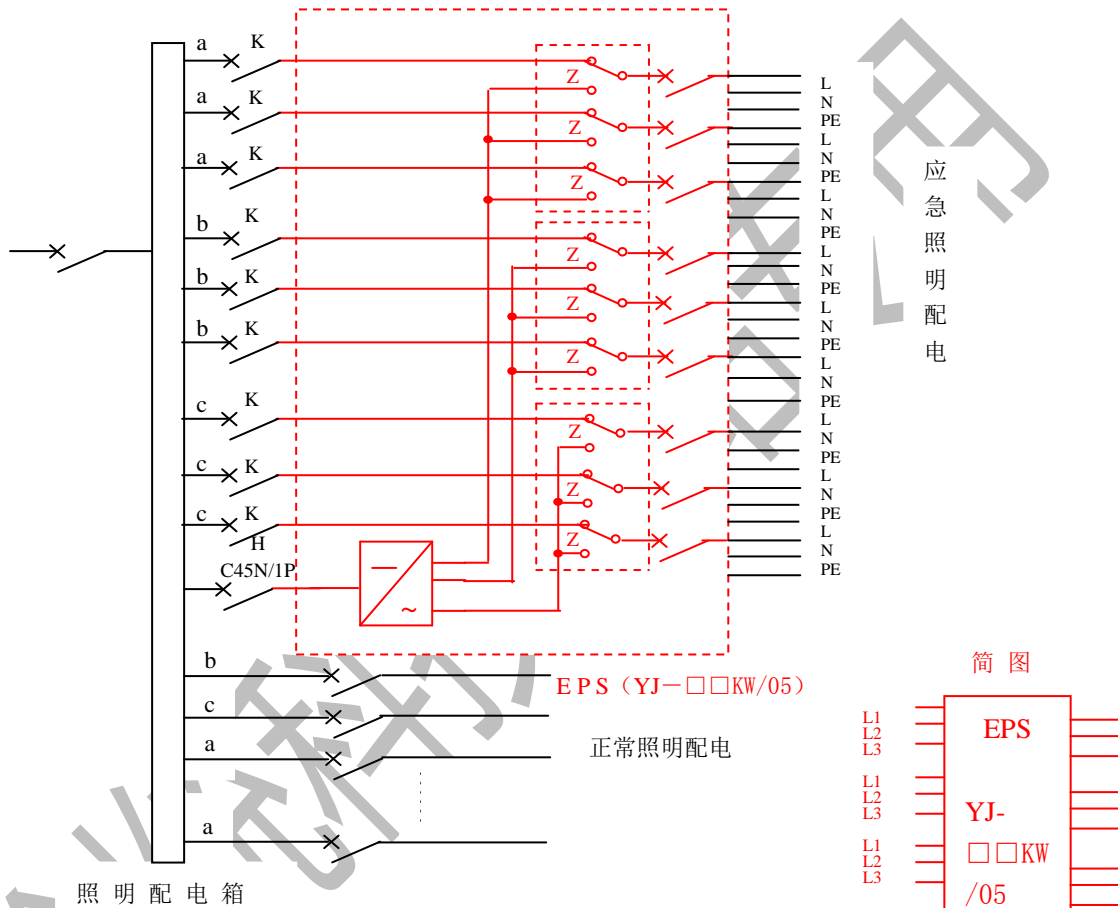 a K
Z
L
N
PE
a K
Z
L
N
PE
a K
Z
L
N
PE
b K
Z
L
N
PE
b K
Z
L
N
PE
b K
Z
L
N
PE
c K
Z
L
N
PE
c K
Z
L
N
PE
c K
Z
L
N
PE
H
C45N/1P
应急照明配电
b
EPS（YJ—□□KW/05）
c
a
正常照明配电
a
照明配电箱
简图
L1
L2
L3
L1
L2
L3
L1
L2
L3
EPS
YJ-
□□KW
/05